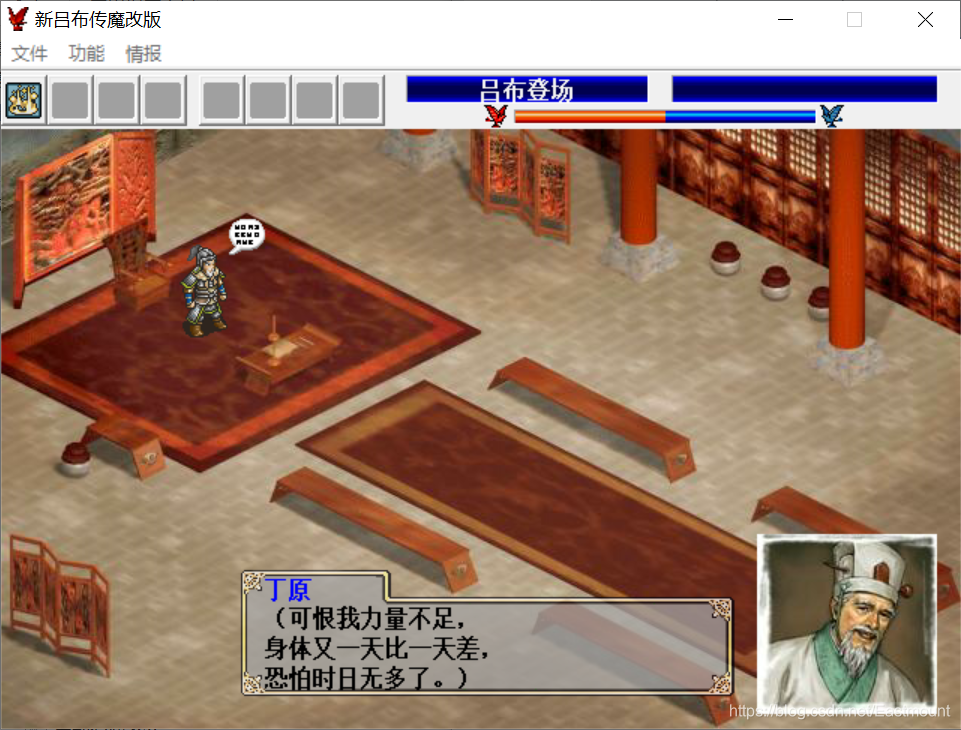 新吕布传魔改版
文件 功能 情报
吕布登场
丁原
（可恨我力量不足，
身体又一天比一天差，
恐怕时日无多了。）
https://blog.csdn.net/Eastmount